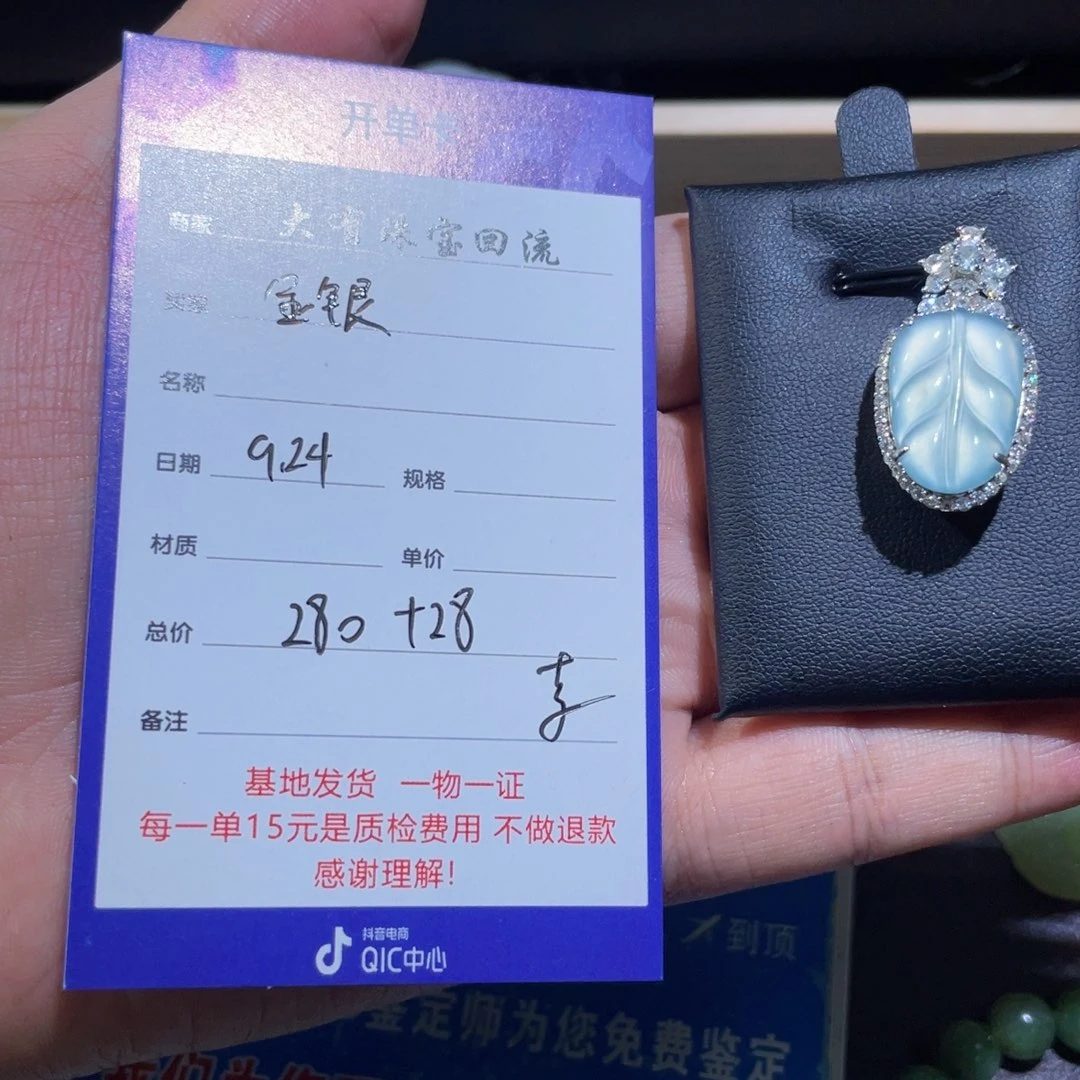 开单卡
商家 大有珠宝回流
类型 金银
名称
日期 9.24 规格
材质 单价
总价 280 +28
备注
基地发货 一物一证
每一单15元是质检费用 不做退款
感谢理解!
抖音电商
QIC中心
到顶
鉴定师为您免费鉴定